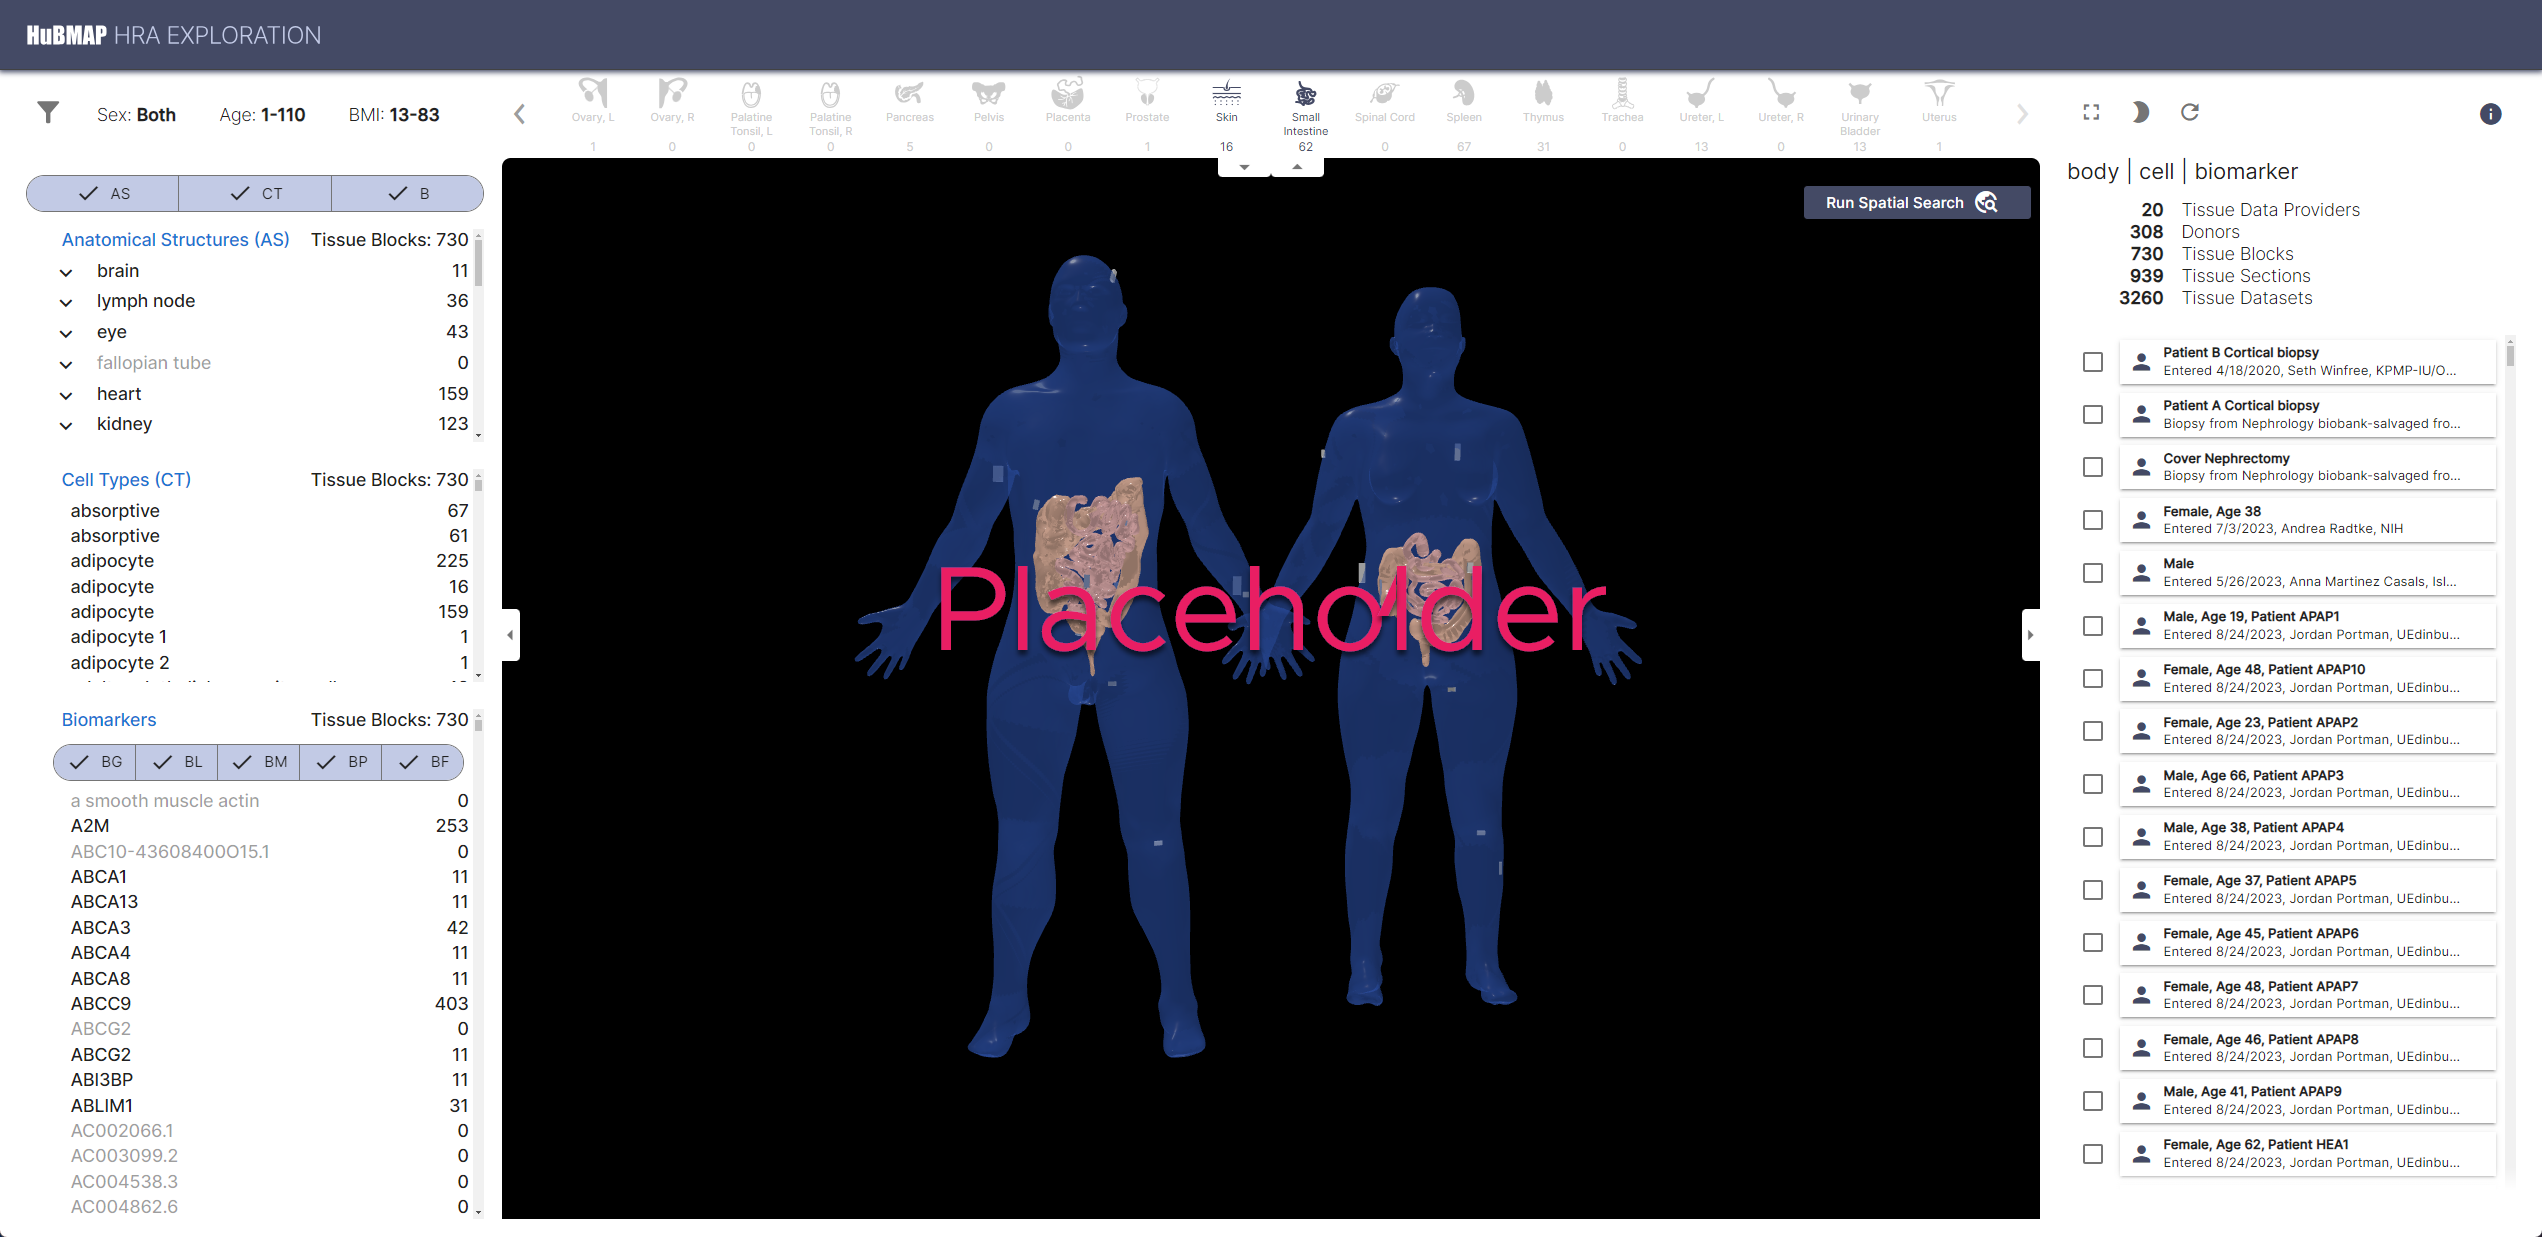 HuBMAP HRA EXPLORATION
Sex: Both Age: 1-110 BMI: 13-83
Ovary, L
1
Ovary, R
0
Palatine
Tonsil, L
0
Palatine
Tonsil, R
0
Pancreas
5
Pelvis
0
Placenta
0
Prostate
1
Skin
16
Small
Intestine
62
Spinal Cord
0
Spleen
67
Thymus
31
Trachea
0
Ureter, L
13
Ureter, R
0
Urinary
Bladder
13
Uterus
1
AS CT B
Anatomical Structures (AS) Tissue Blocks: 730
brain 11
lymph node 36
eye 43
fallopian tube 0
heart 159
kidney 123
Cell Types (CT) Tissue Blocks: 730
absorptive 67
absorptive 61
adipocyte 225
adipocyte 16
adipocyte 159
adipocyte 1 1
adipocyte 2 1
Biomarkers Tissue Blocks: 730
BG BL BM BP BF
a smooth muscle actin 0
A2M 253
ABC10-43608400O15.1 0
ABCA1 11
ABCA13 11
ABCA3 42
ABCA4 11
ABCA8 11
ABCC9 403
ABCG2 0
ABCG2 11
ABI3BP 11
ABLIM1 31
AC002066.1 0
AC003099.2 0
AC004538.3 0
AC004862.6 0
Run Spatial Search
Placeholder
body | cell | biomarker
20 Tissue Data Providers
308 Donors
730 Tissue Blocks
939 Tissue Sections
3260 Tissue Datasets
Patient B Cortical biopsy
Entered 4/18/2020, Seth Winfree, KPMP-IU/O...
Patient A Cortical biopsy
Biopsy from Nephrology biobank-salvaged fro...
Cover Nephrectomy
Biopsy from Nephrology biobank-salvaged fro...
Female, Age 38
Entered 7/3/2023, Andrea Radtke, NIH
Male
Entered 5/26/2023, Anna Martinez Casals, Isl...
Male, Age 19, Patient APAP1
Entered 8/24/2023, Jordan Portman, UEdinbu...
Female, Age 48, Patient APAP10
Entered 8/24/2023, Jordan Portman, UEdinbu...
Female, Age 23, Patient APAP2
Entered 8/24/2023, Jordan Portman, UEdinbu...
Male, Age 66, Patient APAP3
Entered 8/24/2023, Jordan Portman, UEdinbu...
Male, Age 38, Patient APAP4
Entered 8/24/2023, Jordan Portman, UEdinbu...
Female, Age 37, Patient APAP5
Entered 8/24/2023, Jordan Portman, UEdinbu...
Female, Age 45, Patient APAP6
Entered 8/24/2023, Jordan Portman, UEdinbu...
Female, Age 48, Patient APAP7
Entered 8/24/2023, Jordan Portman, UEdinbu...
Female, Age 46, Patient APAP8
Entered 8/24/2023, Jordan Portman, UEdinbu...
Male, Age 41, Patient APAP9
Entered 8/24/2023, Jordan Portman, UEdinbu...
Female, Age 62, Patient HEA1
Entered 8/24/2023, Jordan Portman, UEdinbu...